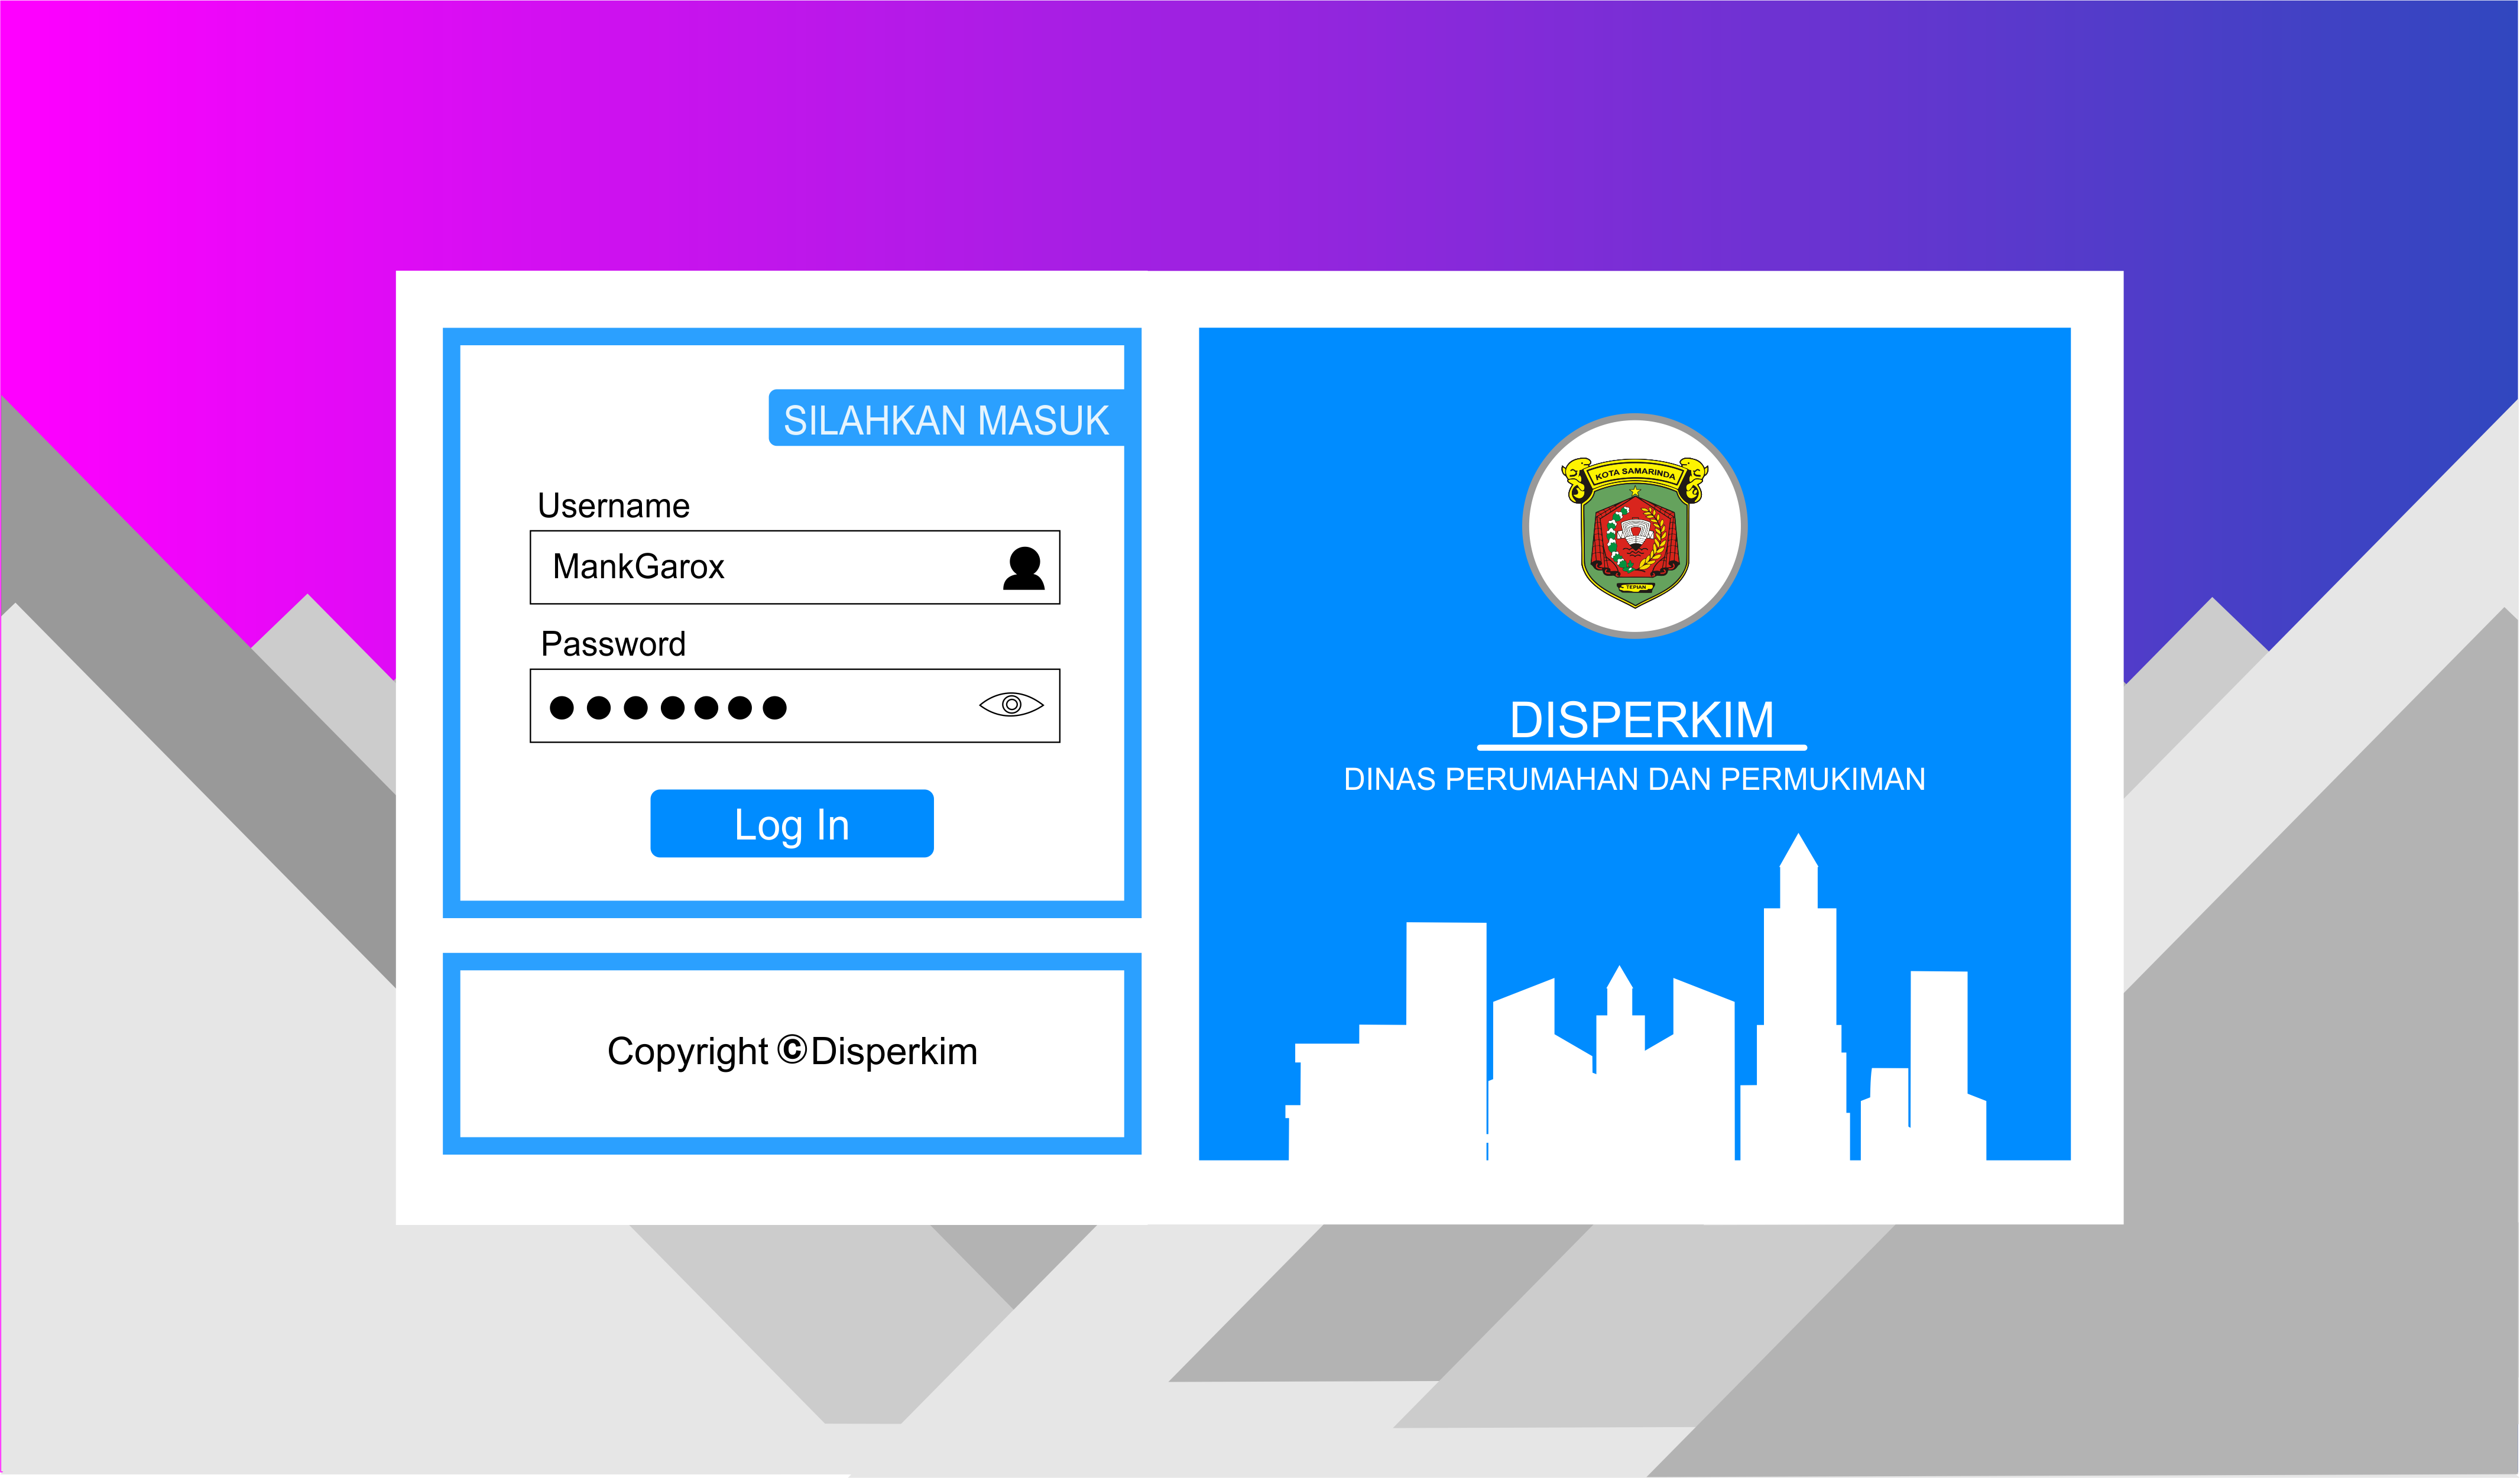 SILAHKAN MASUK
Username
MankGarox
Password
Log In
Copyright ©Disperkim
KOTA SAMARINDA
TEPIAN
DISPERKIM
DINAS PERUMAHAN DAN PERMUKIMAN